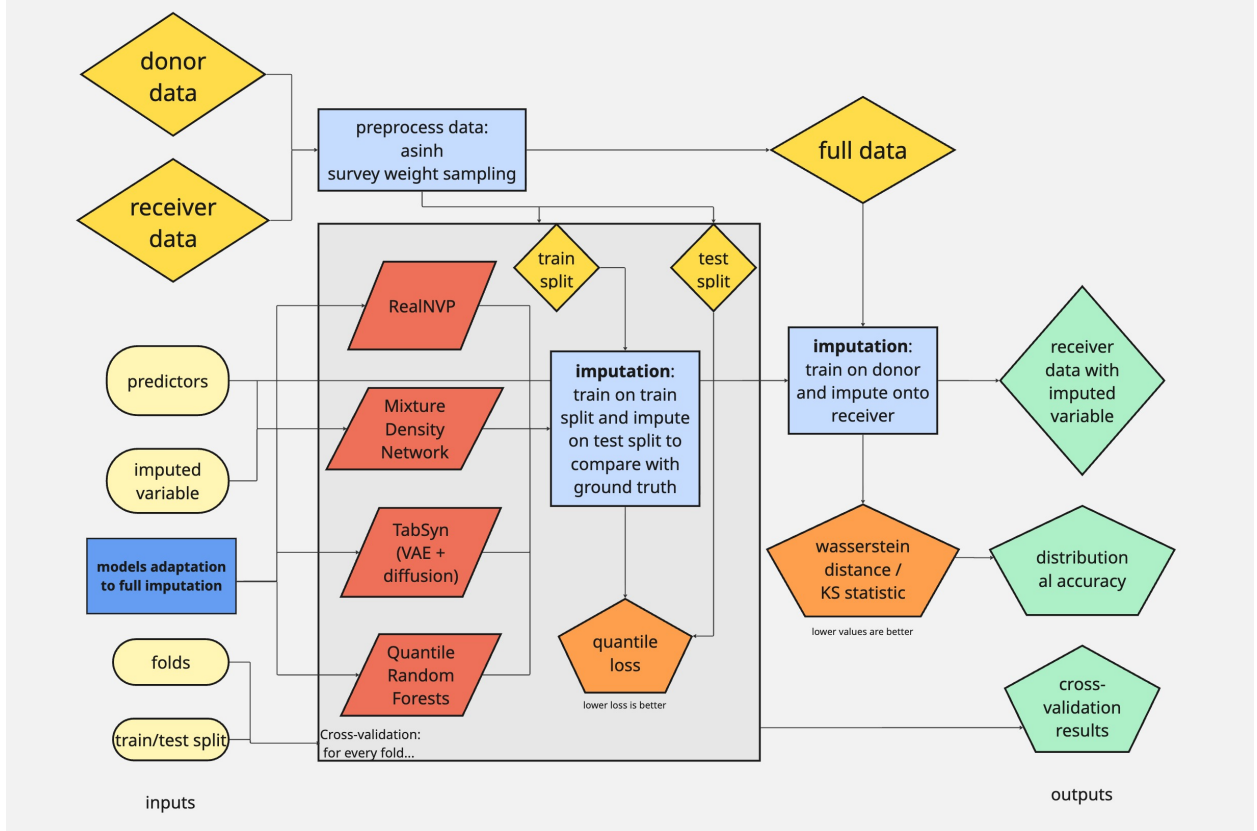 donor
data
receiver
data
preprocess data:
asinh
survey weight sampling
full data
train
split
test
split
RealNVP
predictors
Mixture
Density
Network
imputed
variable
models adaptation
to full imputation
TabSyn
(VAE +
diffusion)
folds
Quantile
Random
Forests
train/test split
Cross-validation:
for every fold...
imputation:
train on train
split and impute
on test split to
compare with
ground truth
quantile
loss
lower loss is better
imputation:
train on donor
and impute onto
receiver
receiver
data with
imputed
variable
wasserstein
distance /
KS statistic
lower values are better
distribution
al accuracy
cross-
validation
results
inputs
outputs